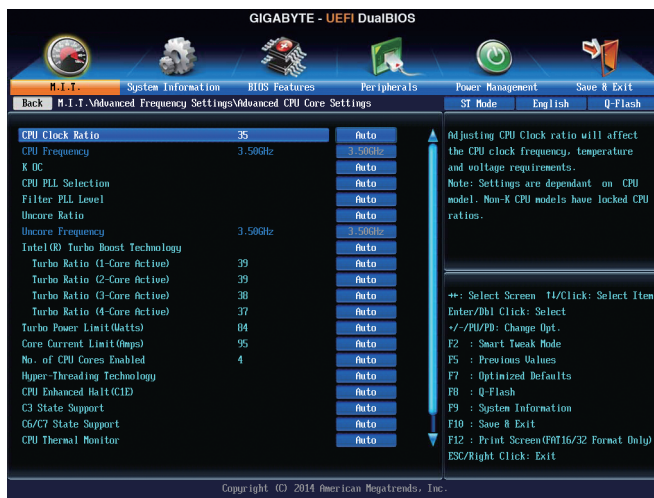 GIGABYTE - UEFI DualBIOS
M.I.T. System Information BIOS Features Peripherals Power Management Save & Exit
Back M.I.T.\Advanced Frequency Settings\Advanced CPU Core Settings ST Mode English Q-Flash
CPU Clock Ratio 35 Auto
CPU Frequency 3.50GHz 3.50GHz
K OC Auto
CPU PLL Selection Auto
Filter PLL Level Auto
Uncore Ratio Auto
Uncore Frequency 3.50GHz 3.50GHz
Intel(R) Turbo Boost Technology Auto
Turbo Ratio (1-Core Active) 39 Auto
Turbo Ratio (2-Core Active) 39 Auto
Turbo Ratio (3-Core Active) 38 Auto
Turbo Ratio (4-Core Active) 37 Auto
Turbo Power Limit(Watts) 84 Auto
Core Current Limit(Amps) 95 Auto
No. of CPU Cores Enabled 4 Auto
Hyper-Threading Technology Auto
CPU Enhanced Halt(C1E) Auto
C3 State Support Auto
C6/C7 State Support Auto
CPU Thermal Monitor Auto
Adjusting CPU Clock ratio will affect
the CPU clock frequency, temperature
and voltage requirements.
Note: Settings are dependant on CPU
model. Non-K CPU models have locked CPU
ratios.
↔: Select Screen ↑↓/Click: Select Item
Enter/Dbl Click: Select
+/-/PU/PD: Change Opt.
F2 : Smart Tweak Mode
F5 : Previous Values
F7 : Optimized Defaults
F8 : Q-Flash
F9 : System Information
F10 : Save & Exit
F12 : Print Screen(FAT16/32 Format Only)
ESC/Right Click: Exit
Copyright (C) 2014 American Megatrends, Inc.